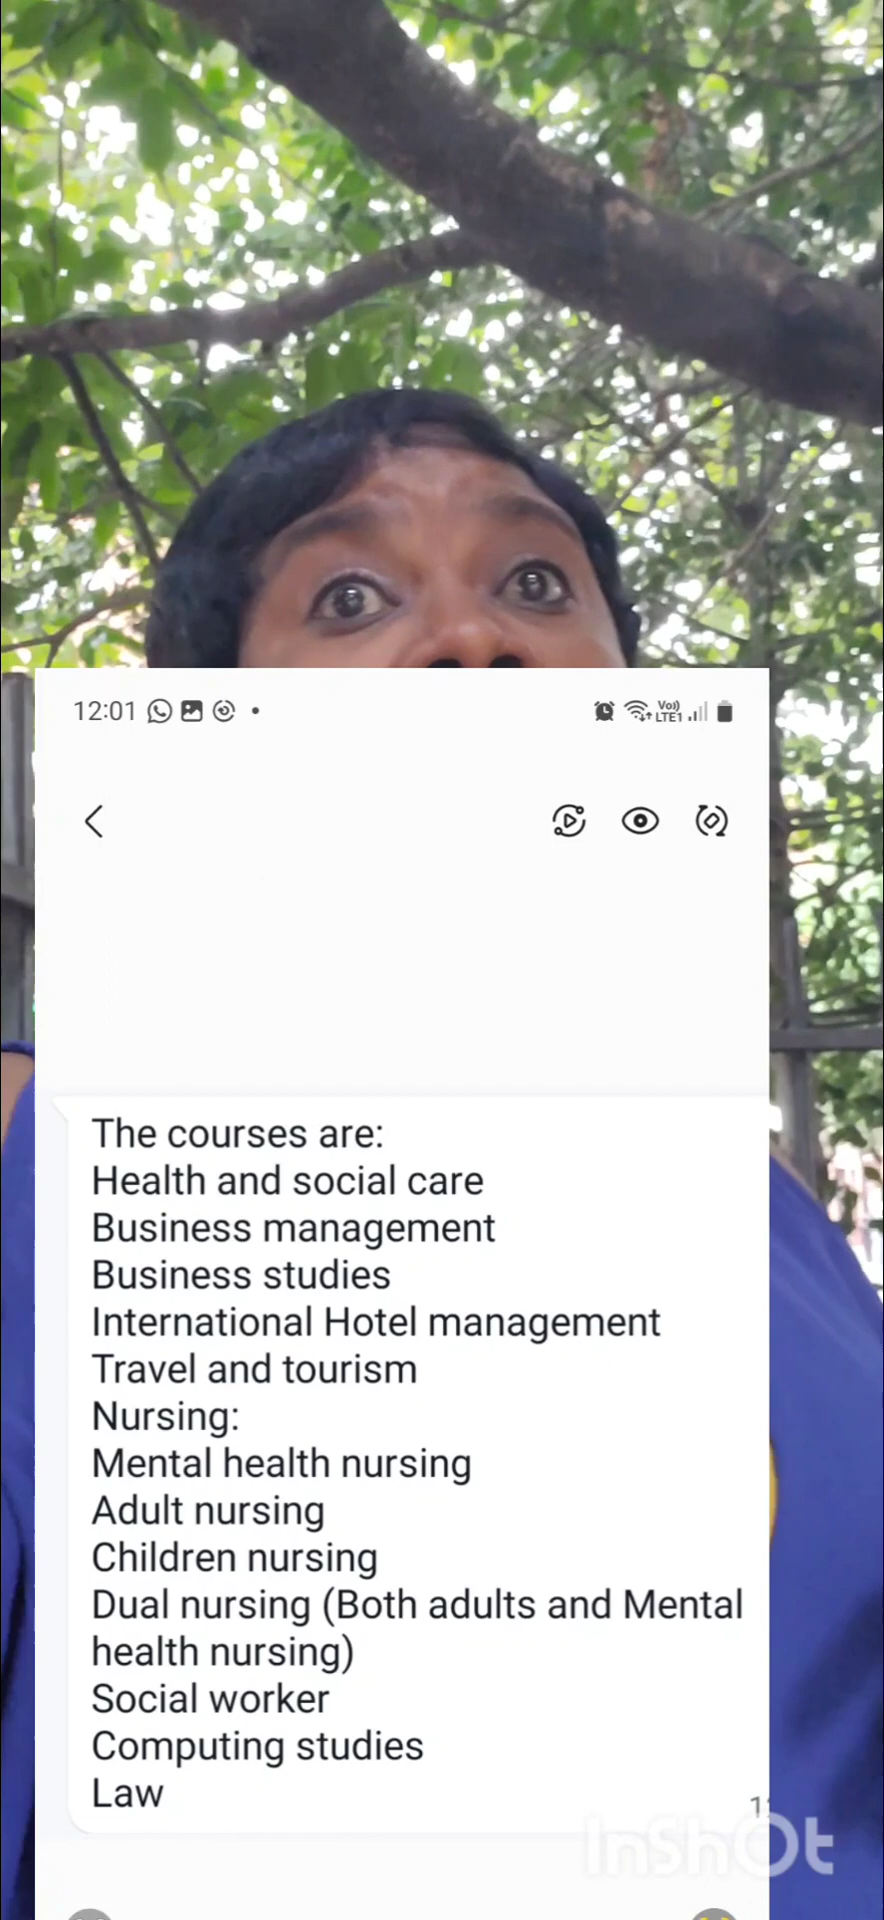 12:01
Vo))
LTE1
The courses are:
Health and social care
Business management
Business studies
International Hotel management
Travel and tourism
Nursing:
Mental health nursing
Adult nursing
Children nursing
Dual nursing (Both adults and Mental
health nursing)
Social worker
Computing studies
Law
InShOt